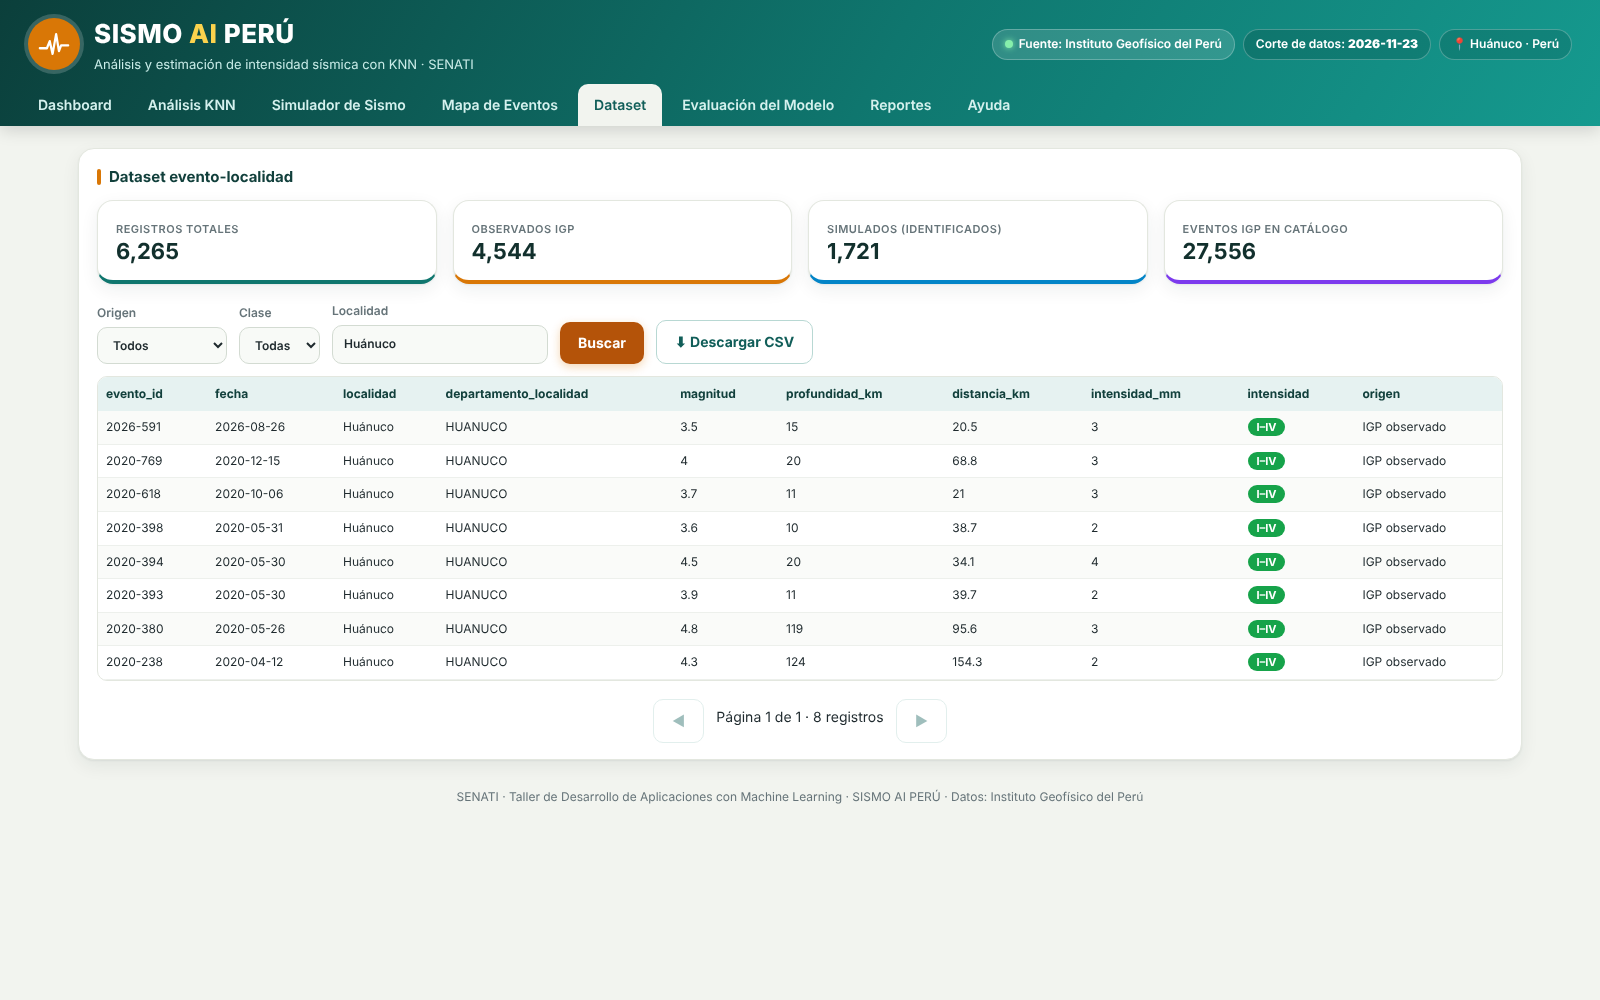 SISMO AI PERÚ
Análisis y estimación de intensidad sísmica con KNN · SENATI
Fuente: Instituto Geofísico del Perú
Corte de datos: 2026-11-23
Huánuco · Perú
Dashboard Análisis KNN Simulador de Sismo Mapa de Eventos Dataset Evaluación del Modelo Reportes Ayuda
Dataset evento-localidad
REGISTROS TOTALES
6,265
OBSERVADOS IGP
4,544
SIMULADOS (IDENTIFICADOS)
1,721
EVENTOS IGP EN CATÁLOGO
27,556
Origen
Todos
Clase
Todas
Localidad
Huánuco
Buscar
⬇ Descargar CSV
evento_id fecha localidad departamento_localidad magnitud profundidad_km distancia_km intensidad_mm intensidad origen
2026-591 2026-08-26 Huánuco HUANUCO 3.5 15 20.5 3 I–IV IGP observado
2020-769 2020-12-15 Huánuco HUANUCO 4 20 68.8 3 I–IV IGP observado
2020-618 2020-10-06 Huánuco HUANUCO 3.7 11 21 3 I–IV IGP observado
2020-398 2020-05-31 Huánuco HUANUCO 3.6 10 38.7 2 I–IV IGP observado
2020-394 2020-05-30 Huánuco HUANUCO 4.5 20 34.1 4 I–IV IGP observado
2020-393 2020-05-30 Huánuco HUANUCO 3.9 11 39.7 2 I–IV IGP observado
2020-380 2020-05-26 Huánuco HUANUCO 4.8 119 95.6 3 I–IV IGP observado
2020-238 2020-04-12 Huánuco HUANUCO 4.3 124 154.3 2 I–IV IGP observado
◀ Página 1 de 1 · 8 registros ▶
SENATI · Taller de Desarrollo de Aplicaciones con Machine Learning · SISMO AI PERÚ · Datos: Instituto Geofísico del Perú